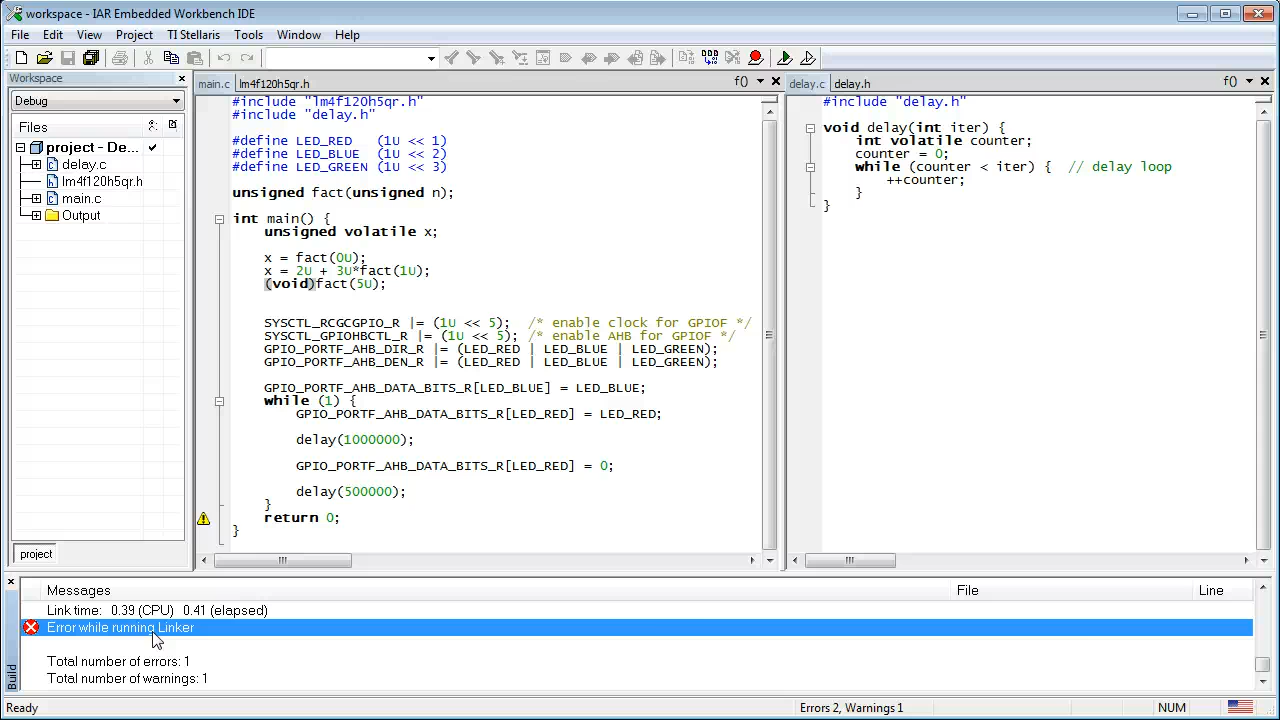 workspace - IAR Embedded Workbench IDE
File Edit View Project TI Stellaris Tools Window Help
Workspace
Debug
Files
project - De...
delay.c
lm4f120h5qr.h
main.c
Output
project
main.c lm4f120h5qr.h f()
#include "lm4f120h5qr.h"
#include "delay.h"
#define LED_RED (1U << 1)
#define LED_BLUE (1U << 2)
#define LED_GREEN (1U << 3)
unsigned fact(unsigned n);
int main() {
unsigned volatile x;
x = fact(0U);
x = 2U + 3U*fact(1U);
(void)fact(5U);
SYSCTL_RCGCGPIO_R |= (1U << 5); /* enable clock for GPIOF */
SYSCTL_GPIOHBCTL_R |= (1U << 5); /* enable AHB for GPIOF */
GPIO_PORTF_AHB_DIR_R |= (LED_RED | LED_BLUE | LED_GREEN);
GPIO_PORTF_AHB_DEN_R |= (LED_RED | LED_BLUE | LED_GREEN);
GPIO_PORTF_AHB_DATA_BITS_R[LED_BLUE] = LED_BLUE;
while (1) {
GPIO_PORTF_AHB_DATA_BITS_R[LED_RED] = LED_RED;
delay(1000000);
GPIO_PORTF_AHB_DATA_BITS_R[LED_RED] = 0;
delay(500000);
}
return 0;
}
delay.c delay.h f()
#include "delay.h"
void delay(int iter) {
int volatile counter;
counter = 0;
while (counter < iter) { // delay loop
++counter;
}
}
Messages File Line
Link time: 0.39 (CPU) 0.41 (elapsed)
Error while running Linker
Total number of errors: 1
Total number of warnings: 1
Build
Ready Errors 2, Warnings 1 NUM